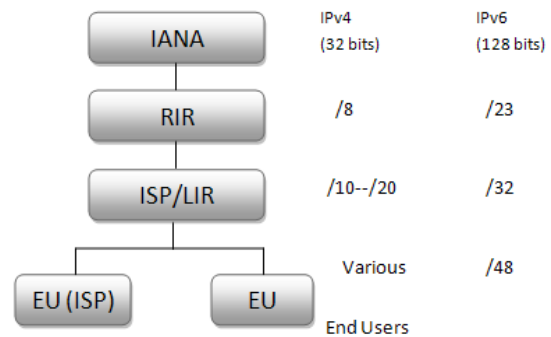 IANA
IPv4
(32 bits)
IPv6
(128 bits)
RIR
/8
/23
ISP/LIR
/10--/20
/32
EU (ISP)
EU
Various
/48
End Users